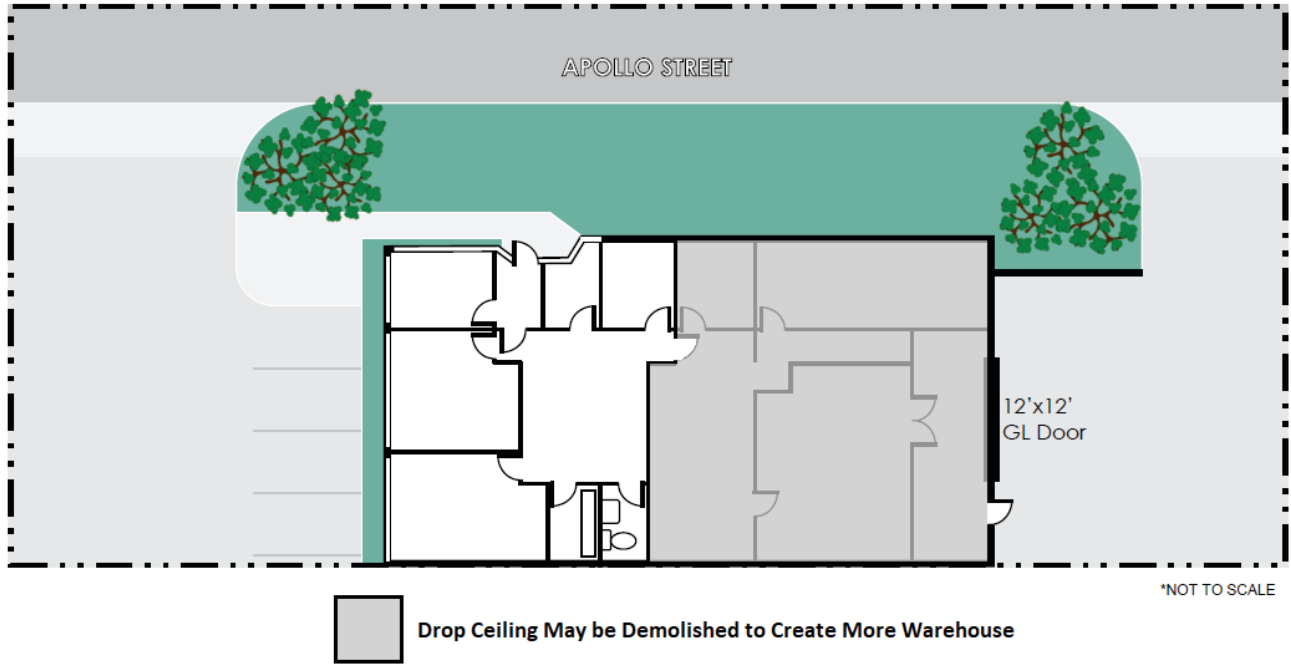 APOLLO STREET
12'x12'
GL Door
*NOT TO SCALE
Drop Ceiling May be Demolished to Create More Warehouse